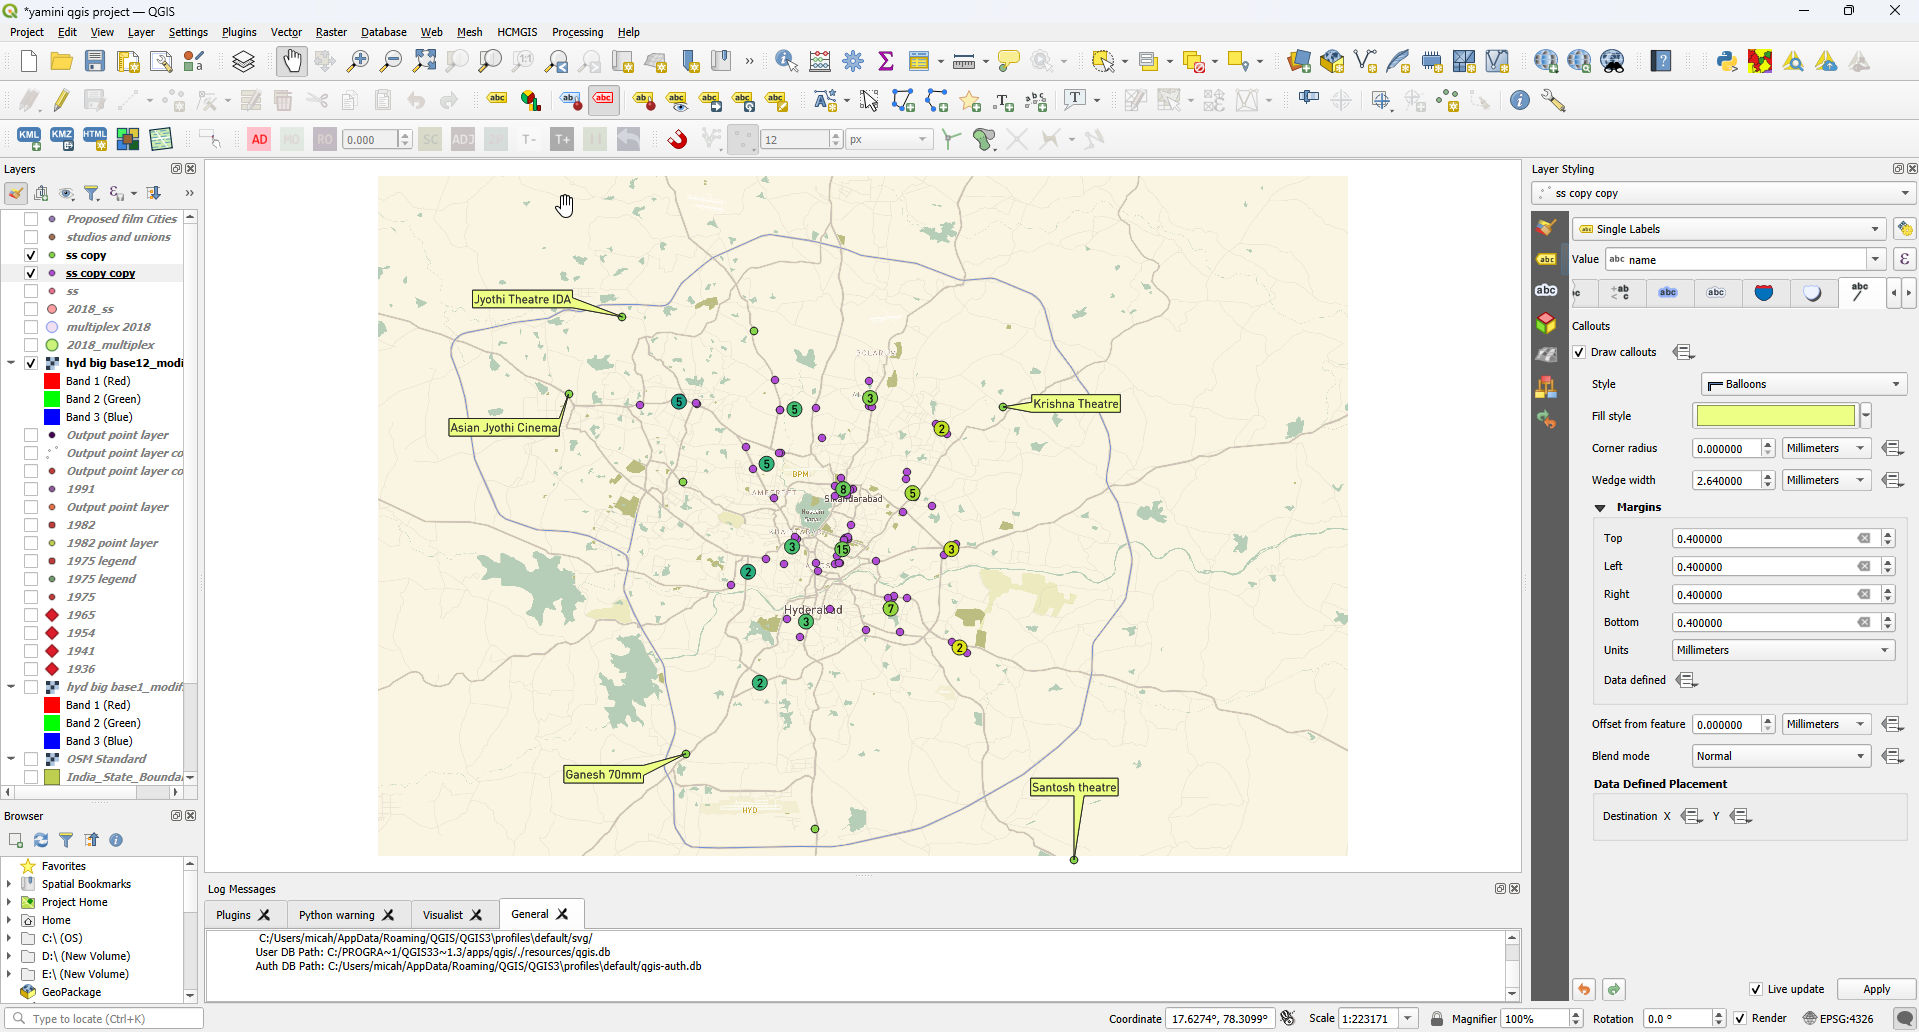 *yamini qgis project — QGIS
Project Edit View Layer Settings Plugins Vector Raster Database Web Mesh HCMGIS Processing Help
KML KMZ HTML AD MO RO 0.000 SC ADJ 2P T- T+ 12 px
Layers
Proposed film Cities
studios and unions
ss copy
ss copy copy
ss
2018_ss
multiplex 2018
2018_multiplex
hyd big base12_modi
Band 1 (Red)
Band 2 (Green)
Band 3 (Blue)
Output point layer
Output point layer co
Output point layer co
1991
Output point layer
1982
1982 point layer
1975 legend
1975 legend
1975
1965
1954
1941
1936
hyd big base1_modif
Band 1 (Red)
Band 2 (Green)
Band 3 (Blue)
OSM Standard
India_State_Bounda
Browser
Favorites
Spatial Bookmarks
Project Home
Home
C:\ (OS)
D:\ (New Volume)
E:\ (New Volume)
GeoPackage
Type to locate (Ctrl+K)
Jyothi Theatre IDA
Asian Jyothi Cinema
Krishna Theatre
5
5
3
2
5
BPM
8
5
Hussain Sagar
3
15
3
2
Hyderabad
7
3
2
2
Ganesh 70mm
Santosh theatre
HYD
Log Messages
Plugins Python warning Visualist General
C:/Users/micah/AppData/Roaming/QGIS/QGIS3\profiles\default/svg/
User DB Path: C:/PROGRA~1/QGIS33~1.3/apps/qgis/./resources/qgis.db
Auth DB Path: C:/Users/micah/AppData/Roaming/QGIS/QGIS3\profiles\default/qgis-auth.db
Layer Styling
ss copy copy
Single Labels
Value abc name
Callouts
Draw callouts
Style Balloons
Fill style
Corner radius 0.000000 Millimeters
Wedge width 2.640000 Millimeters
Margins
Top 0.400000
Left 0.400000
Right 0.400000
Bottom 0.400000
Units Millimeters
Data defined
Offset from feature 0.000000 Millimeters
Blend mode Normal
Data Defined Placement
Destination X Y
Live update Apply
Coordinate 17.6274°, 78.3099° Scale 1:223171 Magnifier 100% Rotation 0.0 ° Render EPSG:4326